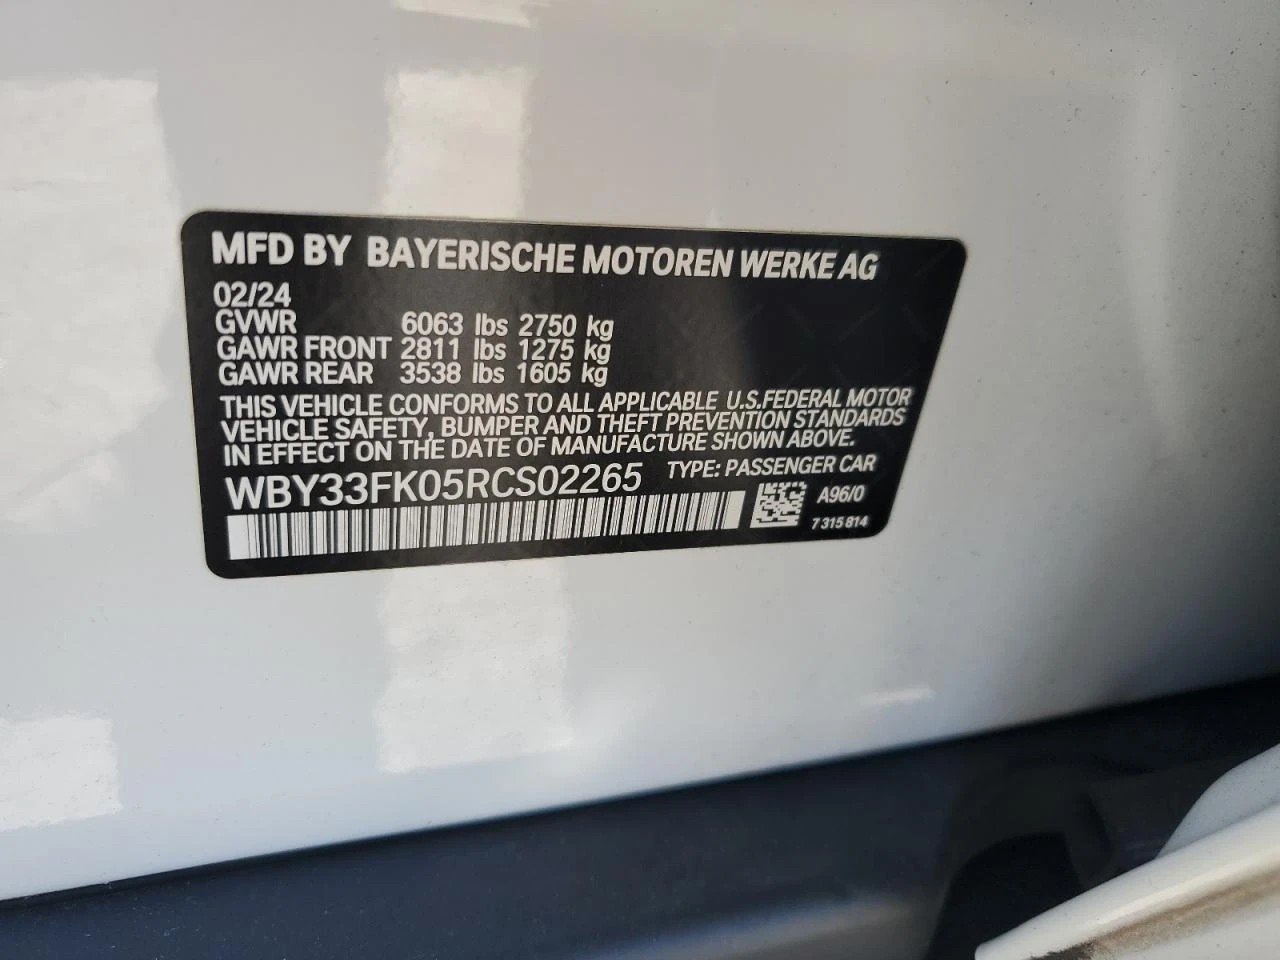 MFD BY BAYERISCHE MOTOREN WERKE AG
02/24
GVWR 6063 lbs 2750 kg
GAWR FRONT 2811 lbs 1275 kg
GAWR REAR 3538 lbs 1605 kg
THIS VEHICLE CONFORMS TO ALL APPLICABLE U.S.FEDERAL MOTOR
VEHICLE SAFETY, BUMPER AND THEFT PREVENTION STANDARDS
IN EFFECT ON THE DATE OF MANUFACTURE SHOWN ABOVE.
WBY33FK05RCS02265 TYPE: PASSENGER CAR
A96/0
7 315 814